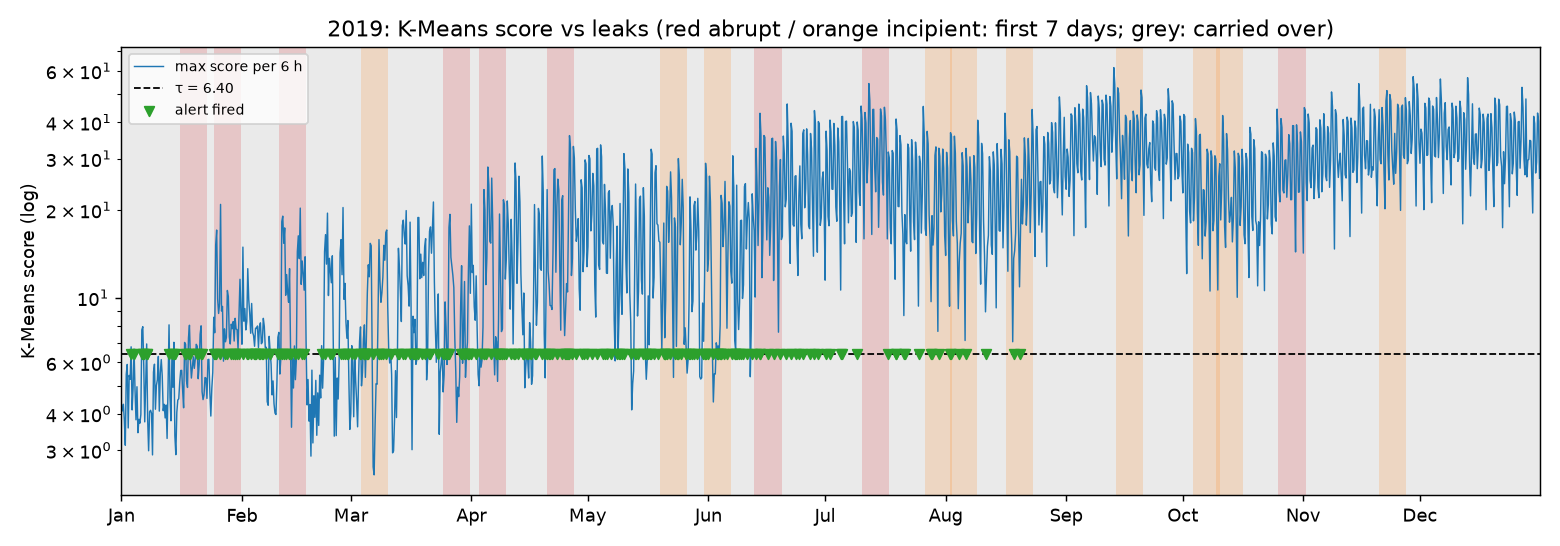 2019: K-Means score vs leaks (red abrupt / orange incipient: first 7 days; grey: carried over)
max score per 6 h
τ = 6.40
alert fired
K-Means score (log)
6 × 10¹
4 × 10¹
3 × 10¹
2 × 10¹
10¹
6 × 10⁰
4 × 10⁰
3 × 10⁰
Jan Feb Mar Apr May Jun Jul Aug Sep Oct Nov Dec